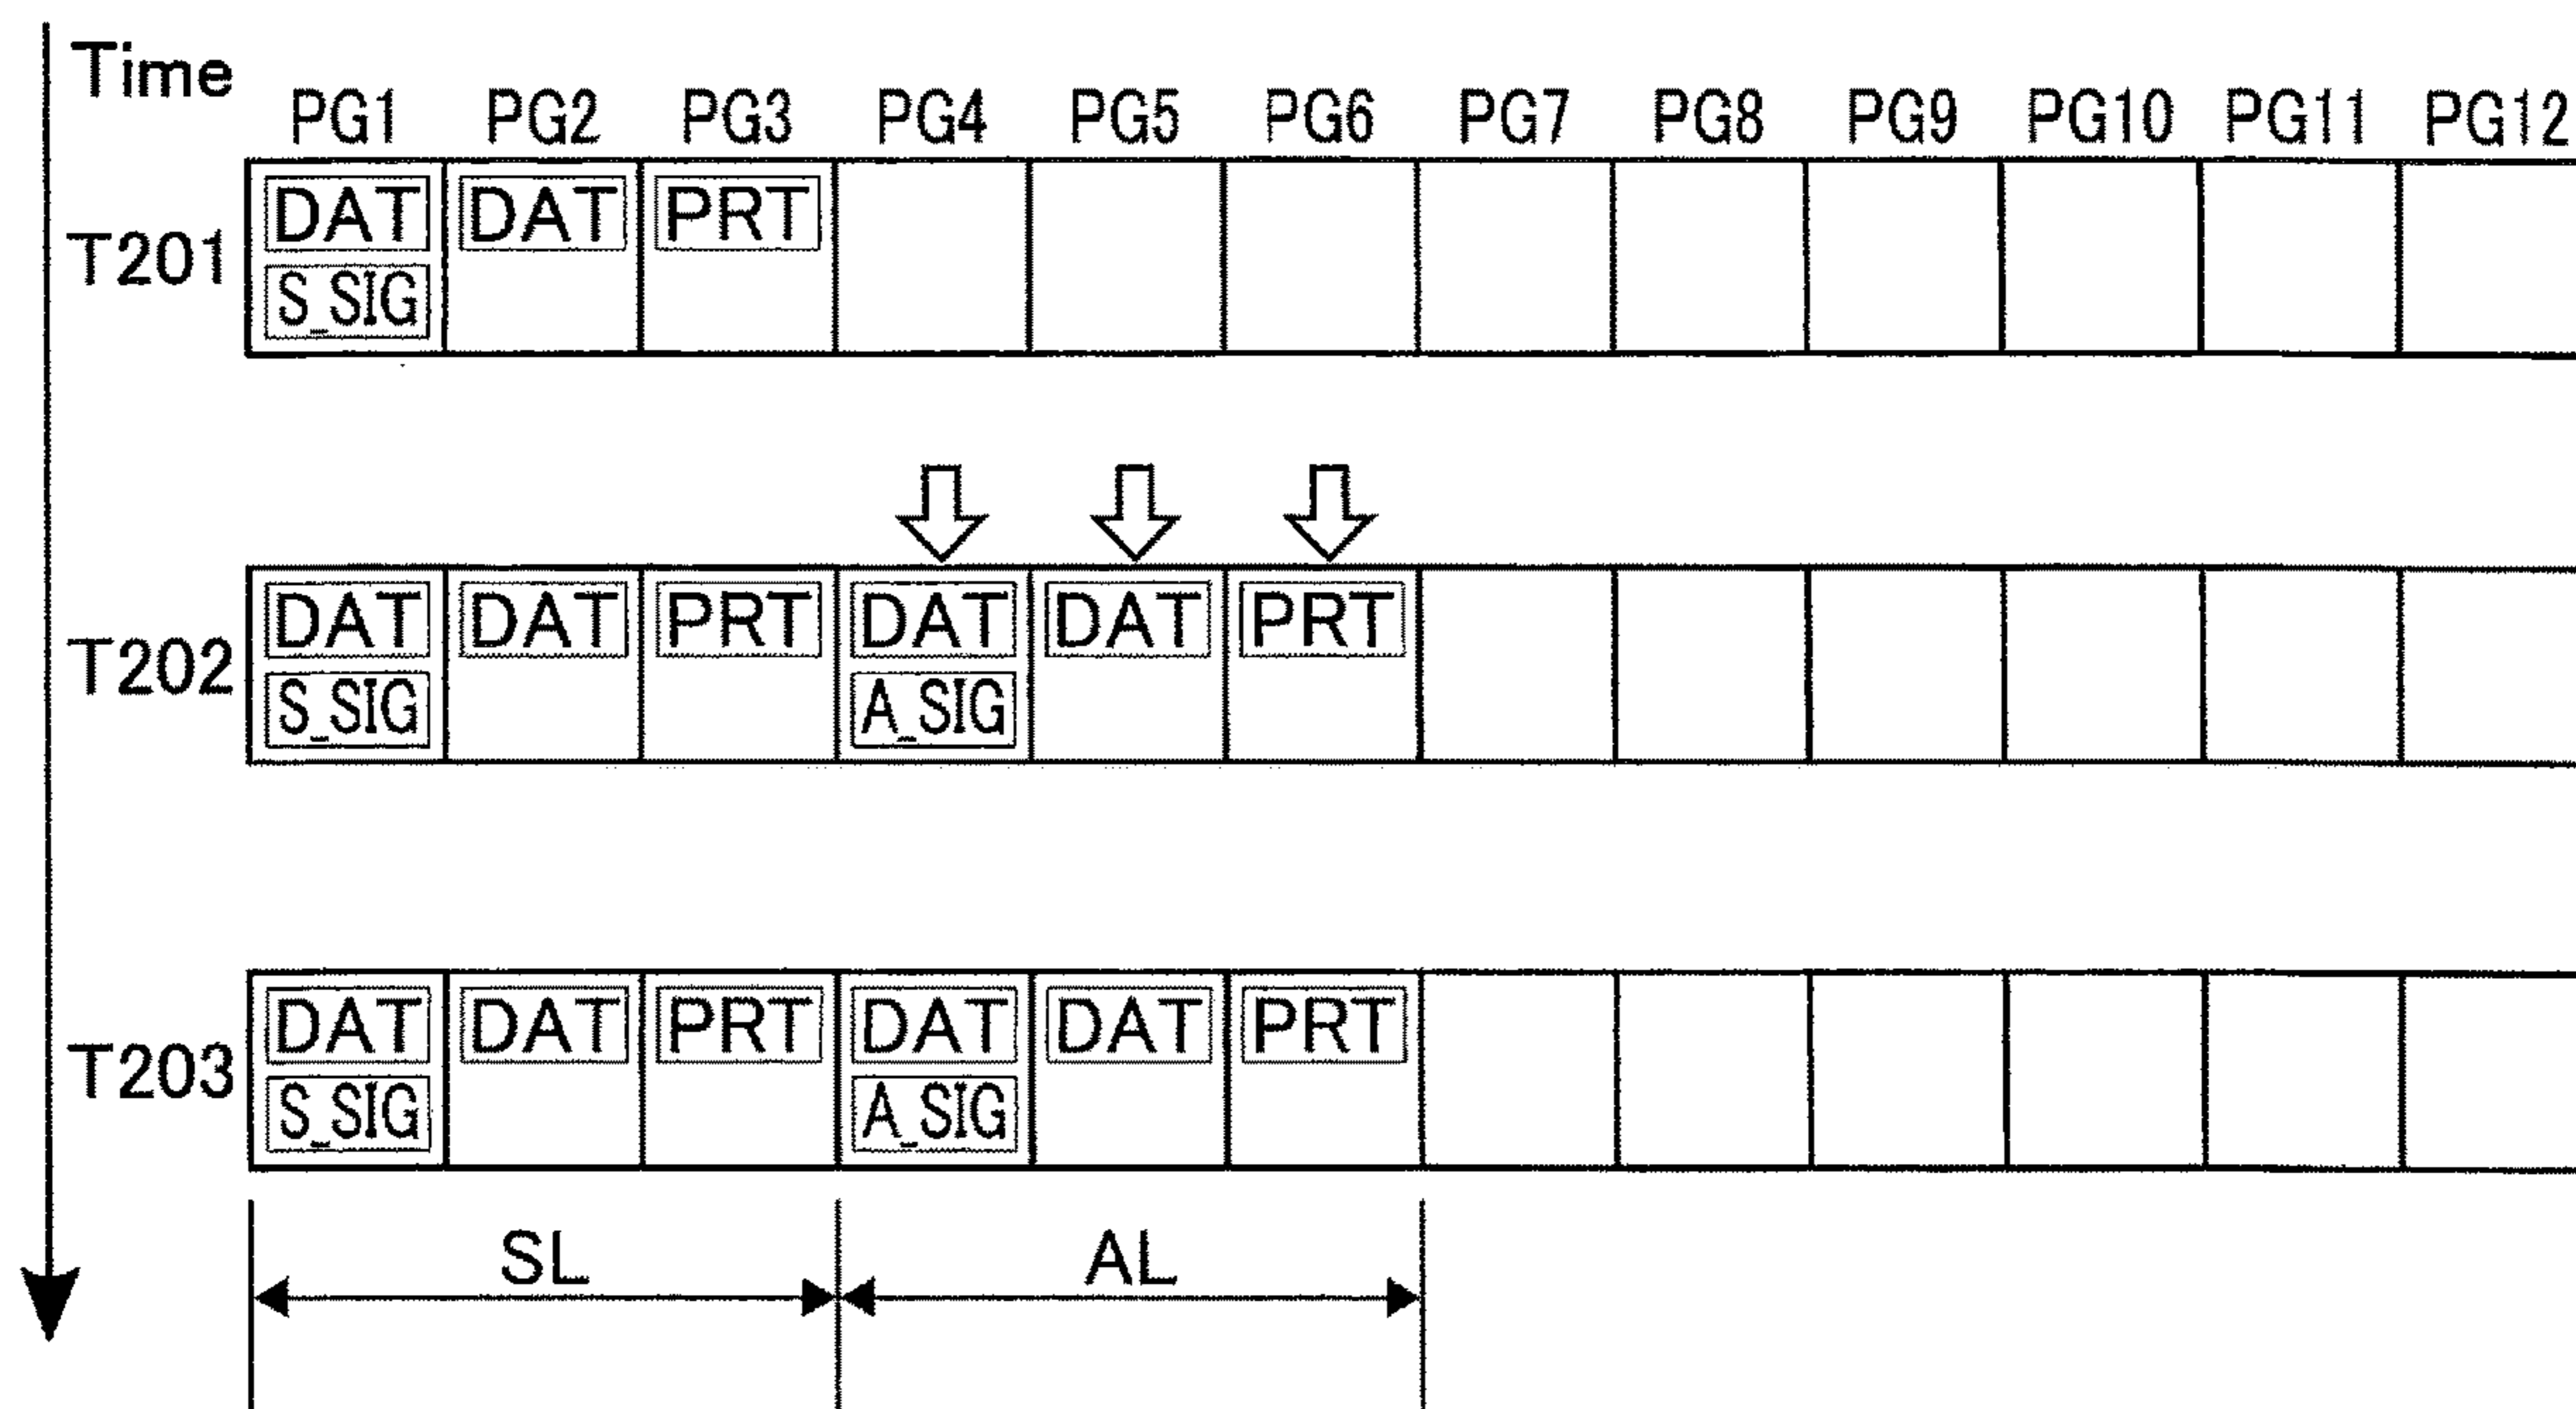 Time
PG1 PG2 PG3 PG4 PG5 PG6 PG7 PG8 PG9 PG10 PG11 PG12
T201
DAT DAT PRT
S_SIG
T202
DAT DAT PRT DAT DAT PRT
S_SIG A_SIG
T203
DAT DAT PRT DAT DAT PRT
S_SIG A_SIG
SL AL